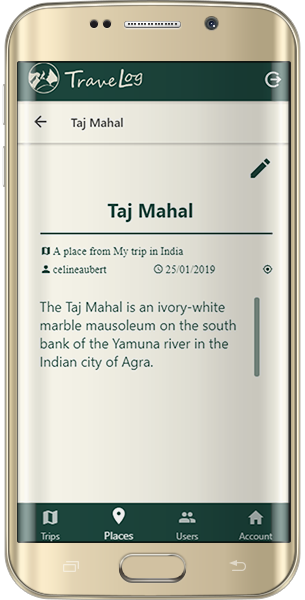 TraveLog
Taj Mahal
Taj Mahal
A place from My trip in India
celineaubert 25/01/2019
The Taj Mahal is an ivory-white
marble mausoleum on the south
bank of the Yamuna river in the
Indian city of Agra.
Trips Places Users Account